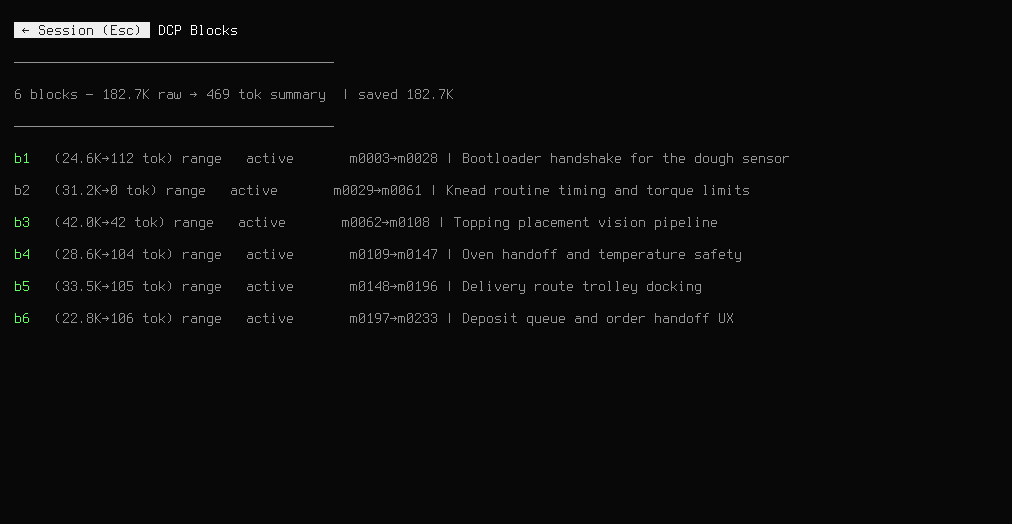 ← Session (Esc) DCP Blocks
6 blocks — 182.7K raw → 469 tok summary | saved 182.7K
b1 (24.6K→112 tok) range active m0003→m0028 | Bootloader handshake for the dough sensor
b2 (31.2K→0 tok) range active m0029→m0061 | Knead routine timing and torque limits
b3 (42.0K→42 tok) range active m0062→m0108 | Topping placement vision pipeline
b4 (28.6K→104 tok) range active m0109→m0147 | Oven handoff and temperature safety
b5 (33.5K→105 tok) range active m0148→m0196 | Delivery route trolley docking
b6 (22.8K→106 tok) range active m0197→m0233 | Deposit queue and order handoff UX